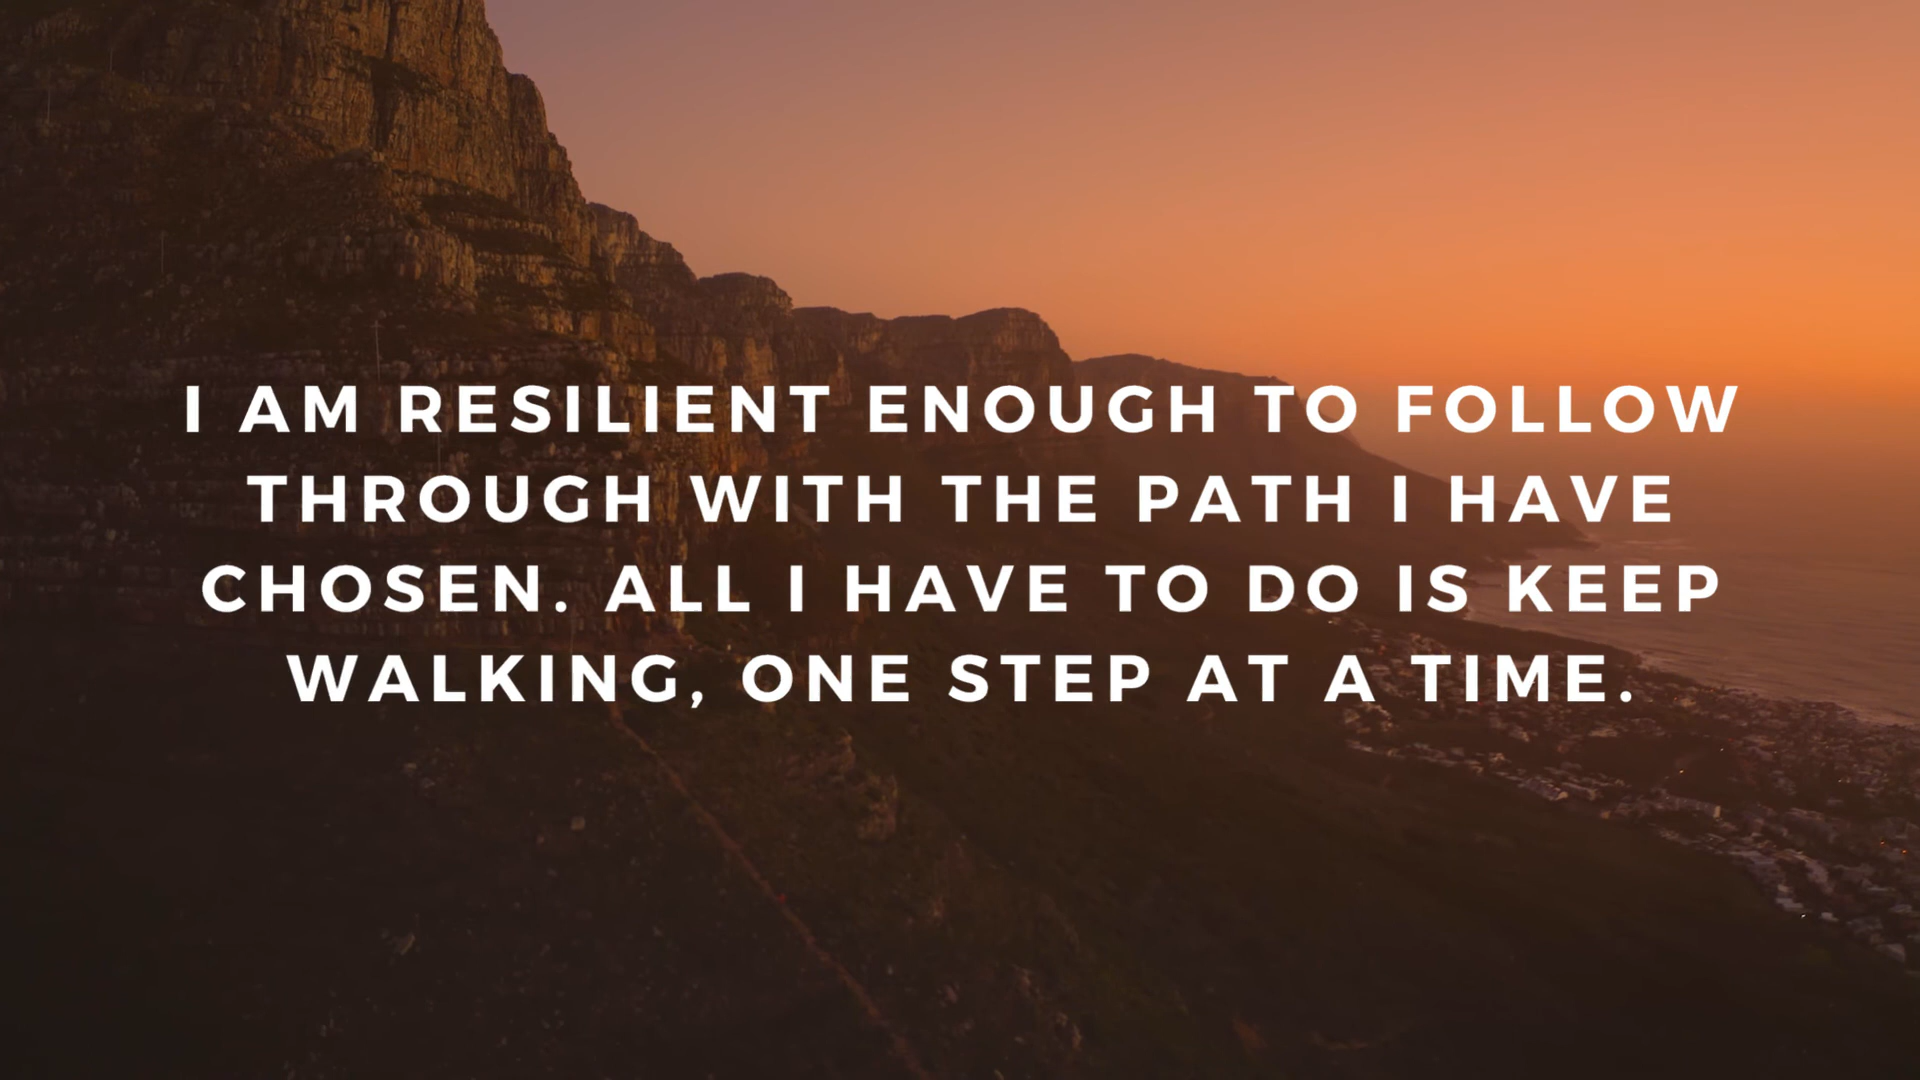 I AM RESILIENT ENOUGH TO FOLLOW
THROUGH WITH THE PATH I HAVE
CHOSEN. ALL I HAVE TO DO IS KEEP
WALKING, ONE STEP AT A TIME.